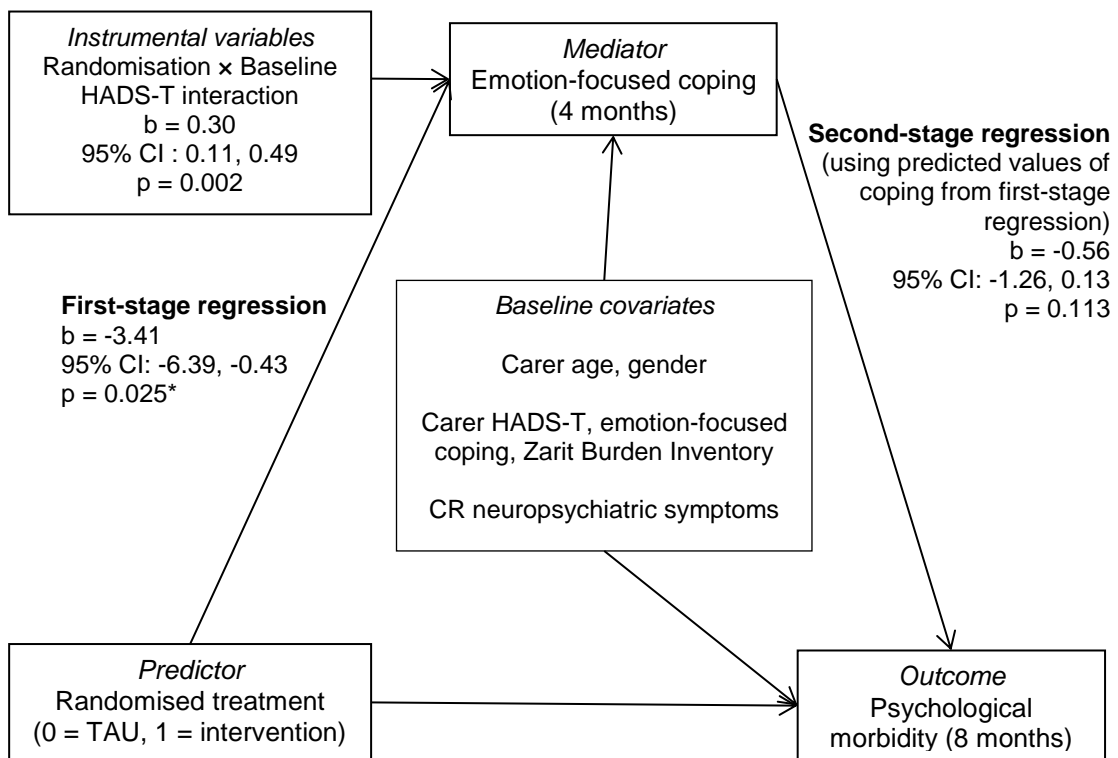 Instrumental variables
Randomisation × Baseline
HADS-T interaction
b = 0.30
95% CI : 0.11, 0.49
p = 0.002
Mediator
Emotion-focused coping
(4 months)
Second-stage regression
(using predicted values of
coping from first-stage
regression)
b = -0.56
95% CI: -1.26, 0.13
p = 0.113
First-stage regression
b = -3.41
95% CI: -6.39, -0.43
p = 0.025*
Baseline covariates
Carer age, gender
Carer HADS-T, emotion-focused
coping, Zarit Burden Inventory
CR neuropsychiatric symptoms
Predictor
Randomised treatment
(0 = TAU, 1 = intervention)
Outcome
Psychological
morbidity (8 months)